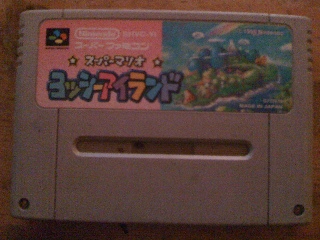 Nintendo
スーパーファミコン
スーパーマリオ
ヨッシーアイランド
MADE IN JAPAN